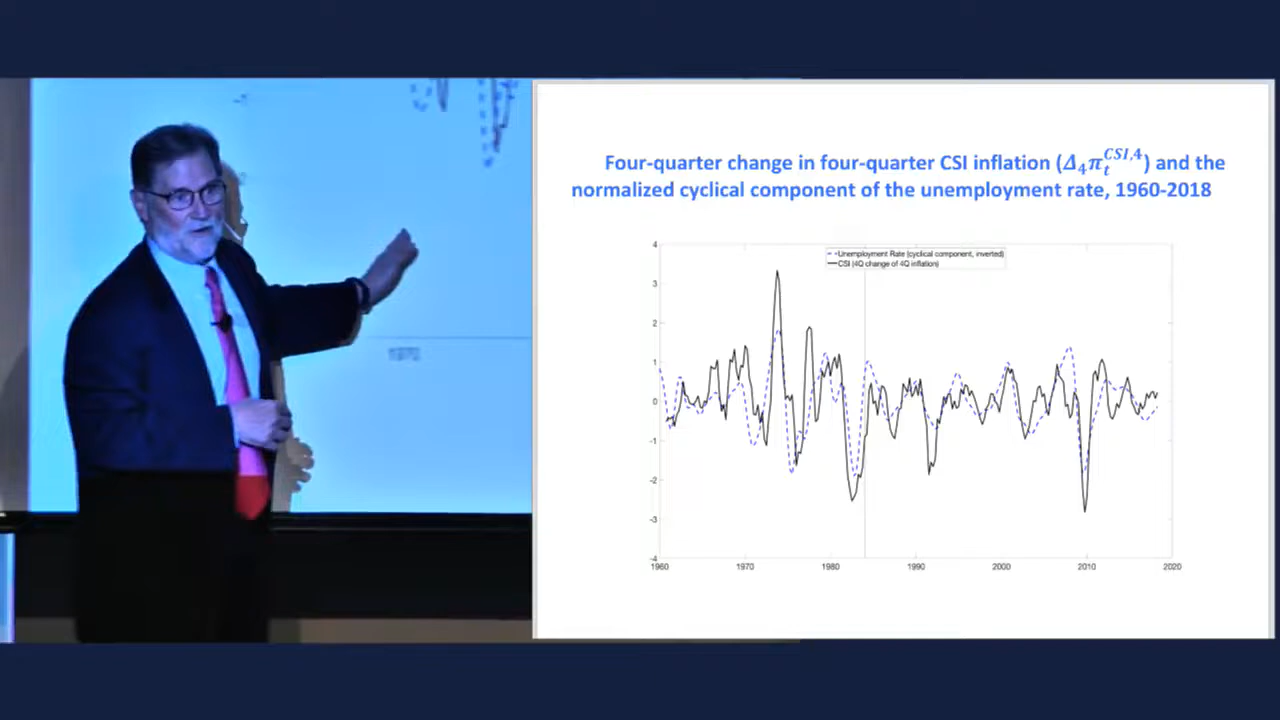 Four-quarter change in four-quarter CSI inflation (Δ₄π_t^{CSI,4}) and the
normalized cyclical component of the unemployment rate, 1960-2018
Unemployment Rate (cyclical component, inverted)
CSI (4Q change of 4Q inflation)
4
3
2
1
0
-1
-2
-3
-4
1960 1970 1980 1990 2000 2010 2020
1970